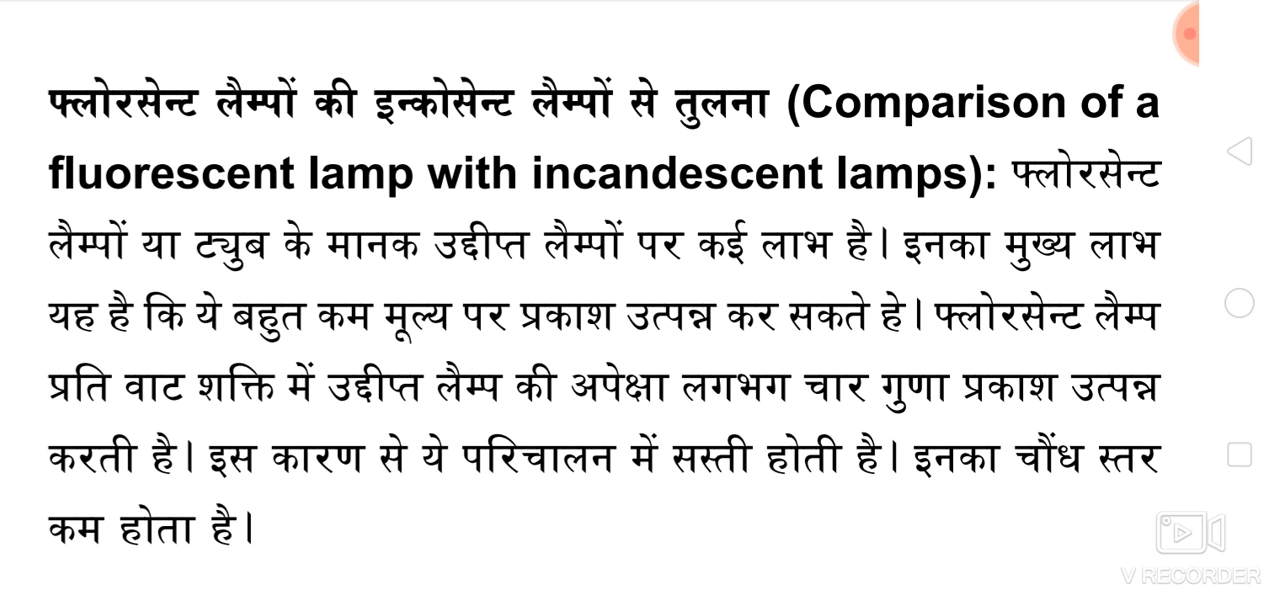 फ्लोरसेन्ट लैम्पों की इन्कोसेन्ट लैम्पों से तुलना (Comparison of a
fluorescent lamp with incandescent lamps): फ्लोरसेन्ट
लैम्पों या ट्युब के मानक उद्दीप्त लैम्पों पर कई लाभ है। इनका मुख्य लाभ
यह है कि ये बहुत कम मूल्य पर प्रकाश उत्पन्न कर सकते हे। फ्लोरसेन्ट लैम्प
प्रति वाट शक्ति में उद्दीप्त लैम्प की अपेक्षा लगभग चार गुणा प्रकाश उत्पन्न
करती है। इस कारण से ये परिचालन में सस्ती होती है। इनका चौंध स्तर
कम होता है।
V RECORDER